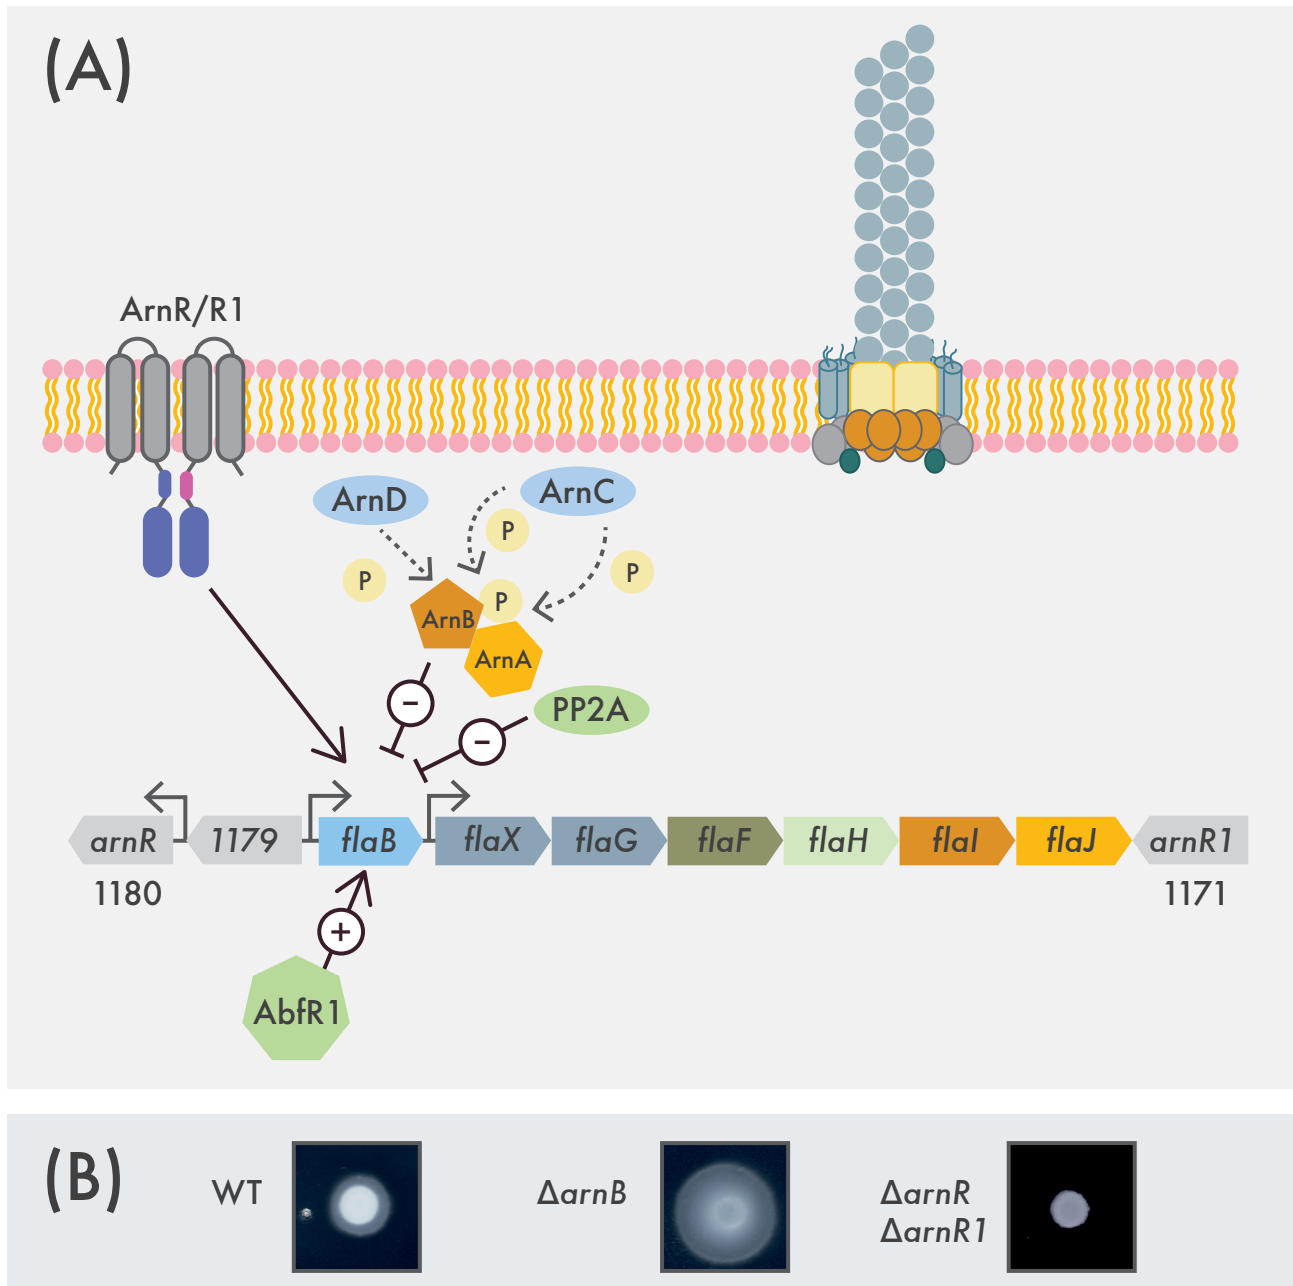 (A)
ArnR/R1
ArnD
ArnC
P
P
P
P
ArnB
ArnA
PP2A
−
−
arnR
1179
flaB
flaX
flaG
flaF
flaH
flaI
flaJ
arnR1
1180
1171
+
AbfR1
(B)
WT
ΔarnB
ΔarnR
ΔarnR1